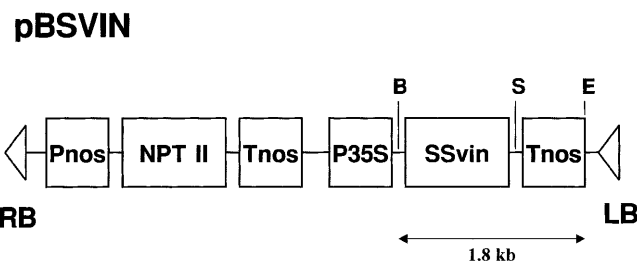 pBSVIN
B S E
Pnos NPT II Tnos P35S SSvin Tnos
RB LB
1.8 kb